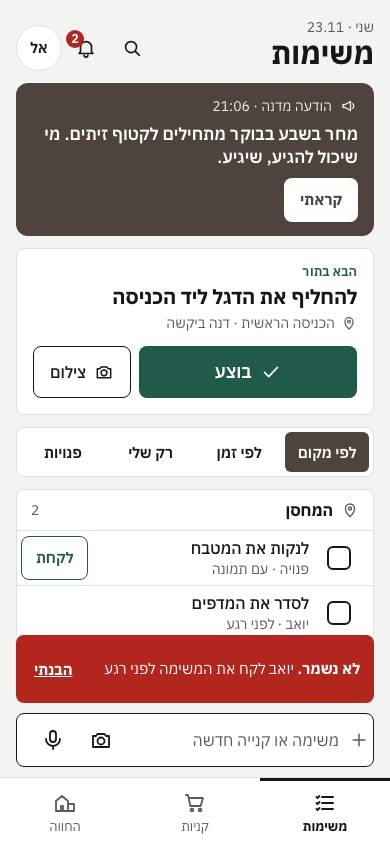 שני · 23.11
משימות
אל
2
הודעה מדנה · 21:06
מחר בשבע בבוקר מתחילים לקטוף זיתים. מי
שיכול להגיע, שיגיע.
קראתי
הבא בתור
להחליף את הדגל ליד הכניסה
הכניסה הראשית · דנה ביקשה
בוצע
צילום
לפי מקום
לפי זמן
רק שלי
פנויות
המחסן
2
לנקות את המטבח
פנויה · עם תמונה
לקחת
לסדר את המדפים
יואב · לפני רגע
לא נשמר. יואב לקח את המשימה לפני רגע
הבנתי
משימה או קנייה חדשה
משימות
קניות
החווה